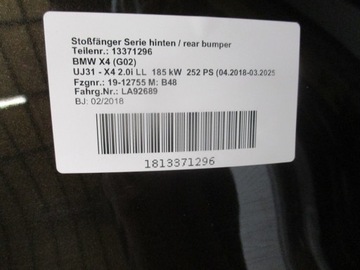 Stoßfänger Serie hinten / rear bumper
Teilenr.: 13371296
BMW X4 (G02)
UJ31 - X4 2.0i LL 185 kW 252 PS (04.2018-03.2025
Fzgnr.: 19-12755 M: B48
Fahrg.Nr.: LA92689
BJ: 02/2018
1813371296